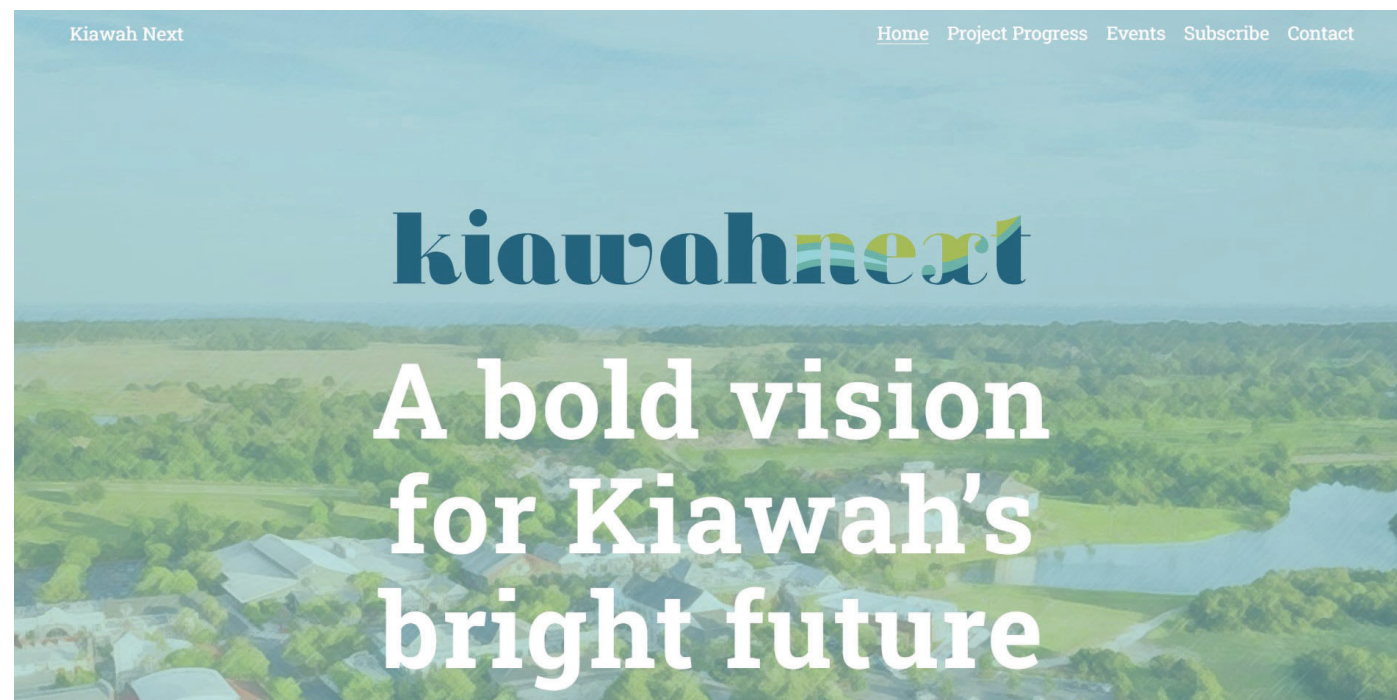 Kiawah Next
Home Project Progress Events Subscribe Contact
kiawahnext
A bold vision
for Kiawah’s
bright future